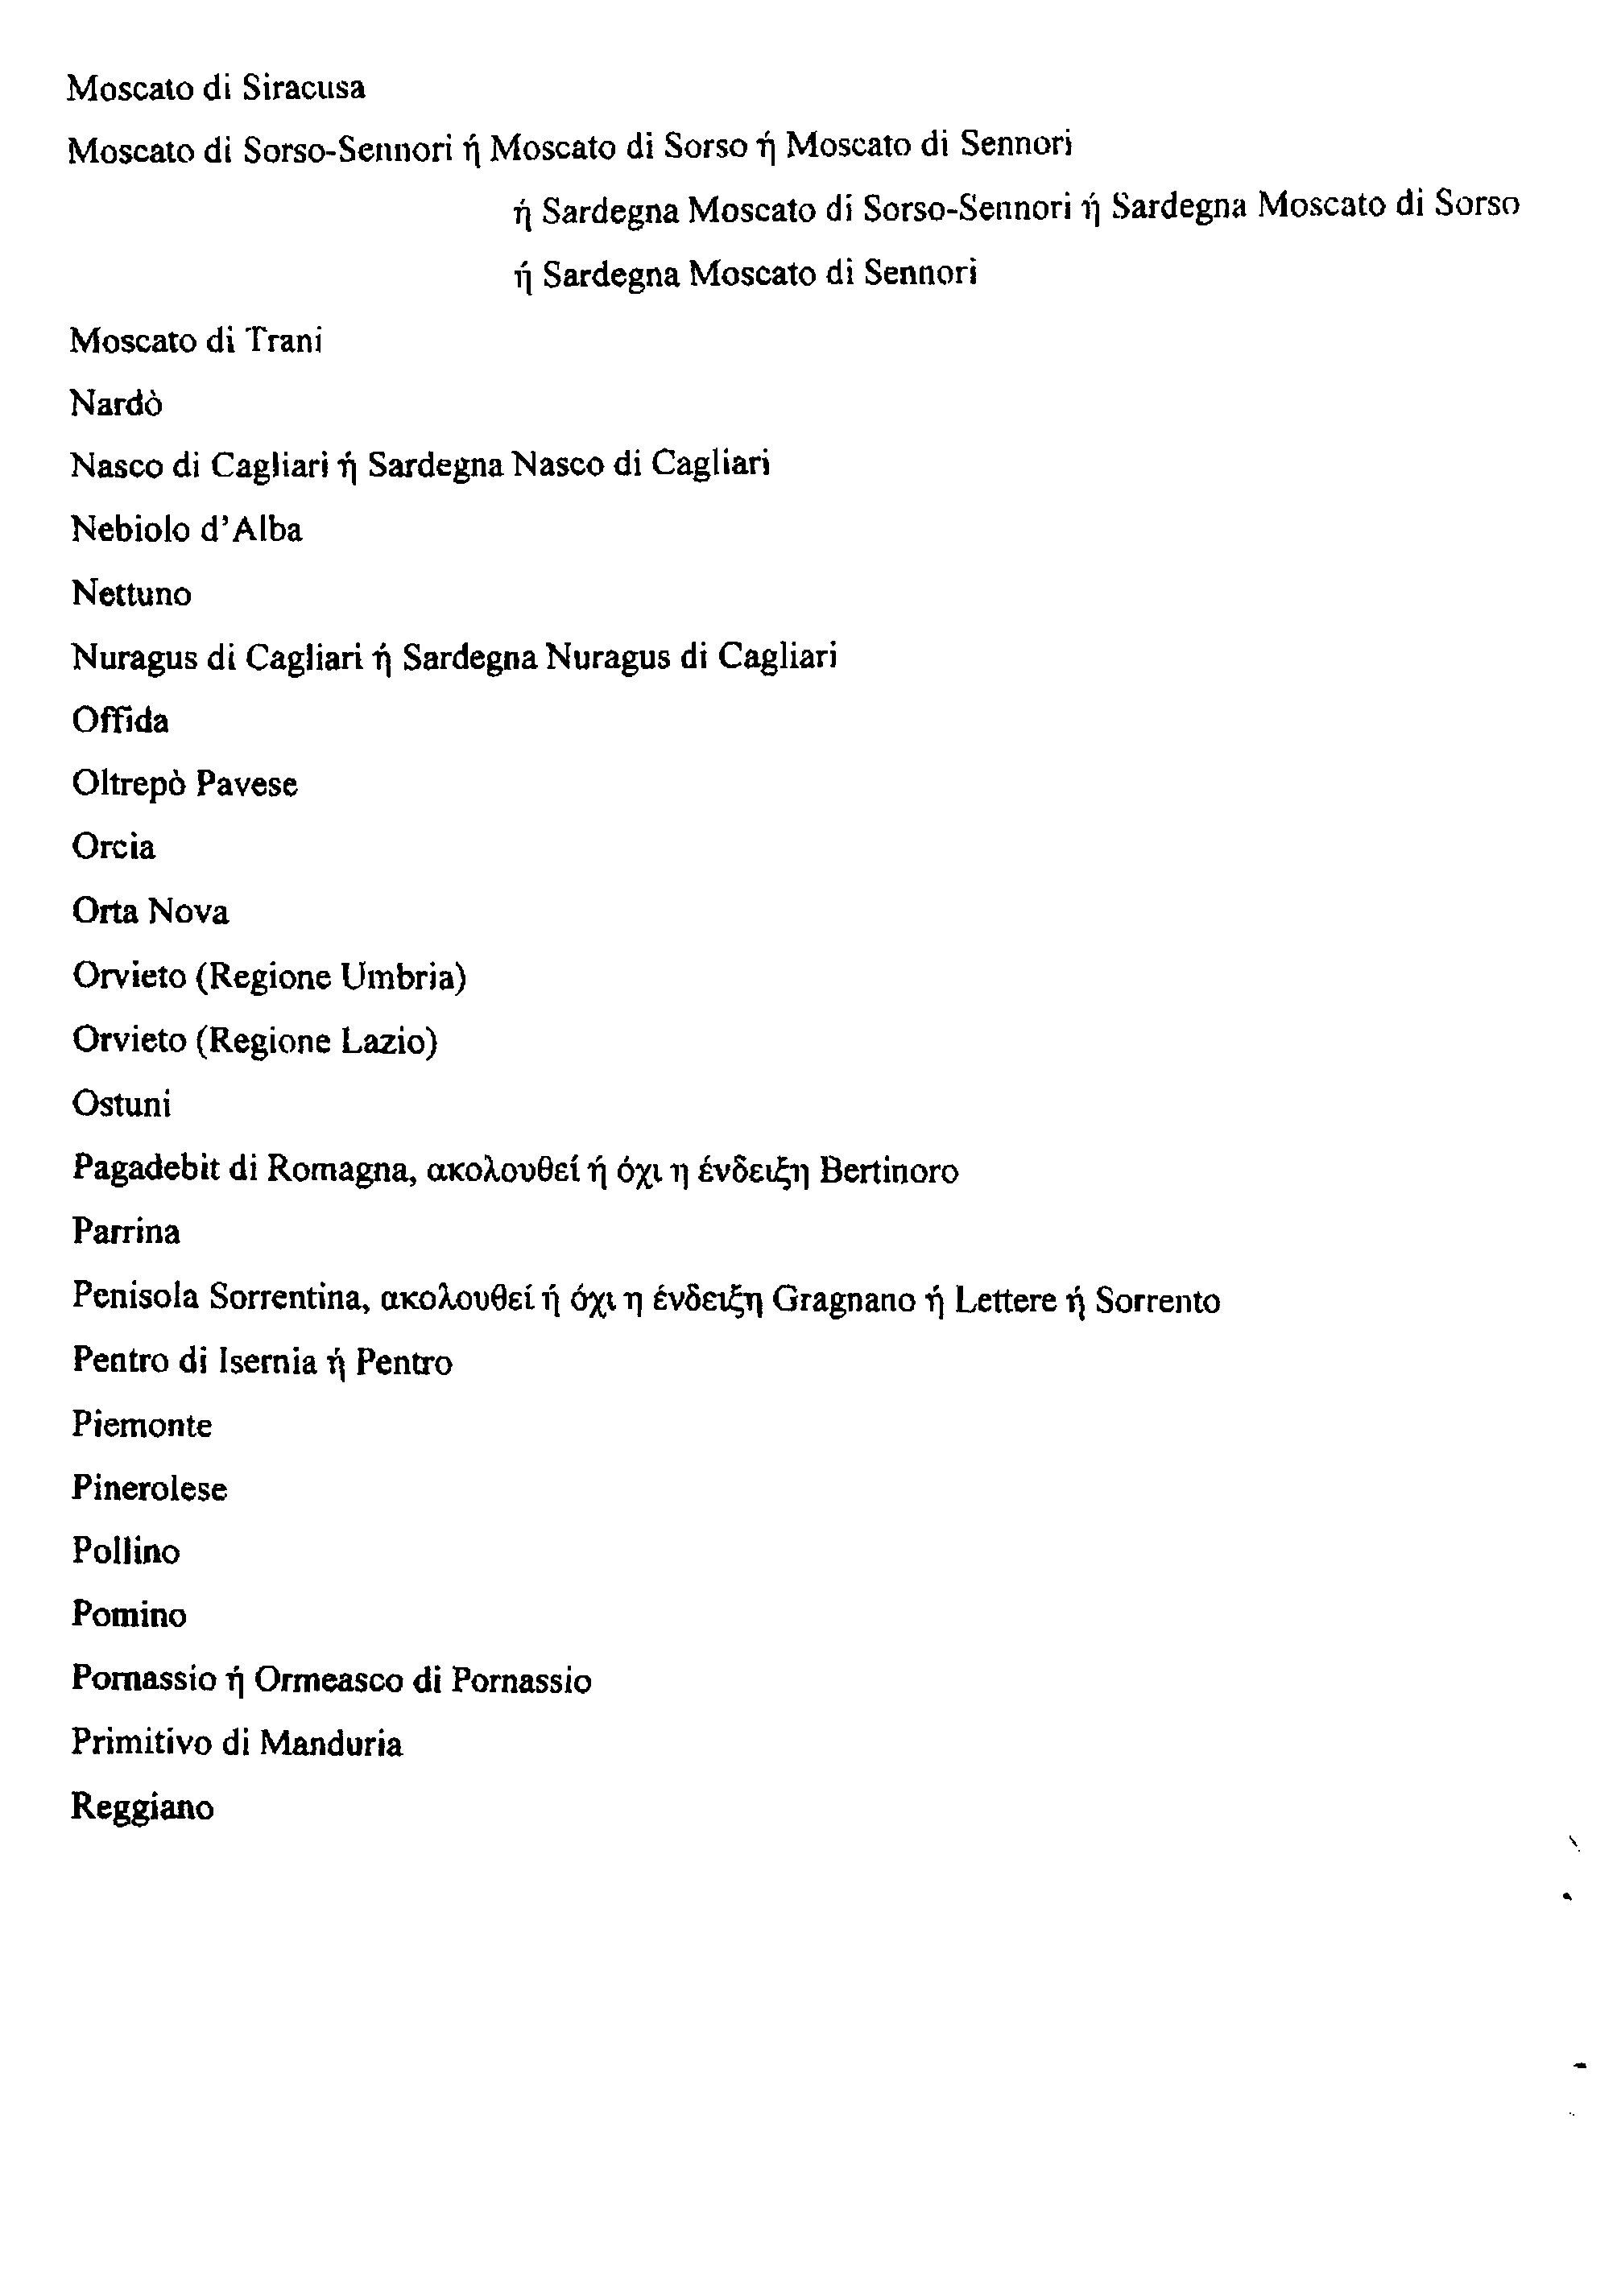 Moscato di Siracusa
Moscato di Sorso-Sennori ή Moscato di Sorso ή Moscato di Sennori
ή Sardegna Moscato di Sorso-Sennori ή Sardegna Moscato di Sorso
ή Sardegna Moscato di Sennori
Moscato di Trani
Nardò
Nasco di Cagliari ή Sardegna Nasco di Cagliari
Nebiolo d’Alba
Nettuno
Nuragus di Cagliari ή Sardegna Nuragus di Cagliari
Offida
Oltrepò Pavese
Orcia
Orta Nova
Orvieto (Regione Umbria)
Orvieto (Regione Lazio)
Ostuni
Pagadebit di Romagna, ακολουθεί ή όχι η ένδειξη Bertinoro
Parrina
Penisola Sorrentina, ακολουθεί ή όχι η ένδειξη Gragnano ή Lettere ή Sorrento
Pentro di Isernia ή Pentro
Piemonte
Pinerolese
Pollino
Pomino
Pornassio ή Ormeasco di Pornassio
Primitivo di Manduria
Reggiano